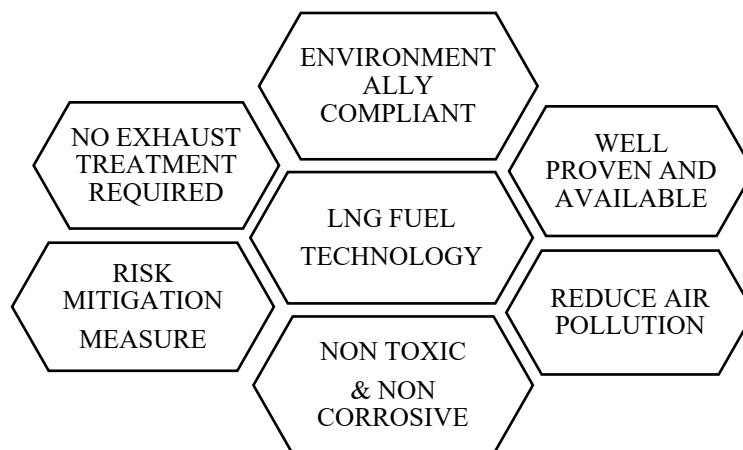 ENVIRONMENT
ALLY
COMPLIANT
NO EXHAUST
TREATMENT
REQUIRED
WELL
PROVEN AND
AVAILABLE
LNG FUEL
TECHNOLOGY
RISK
MITIGATION
MEASURE
REDUCE AIR
POLLUTION
NON TOXIC
& NON
CORROSIVE